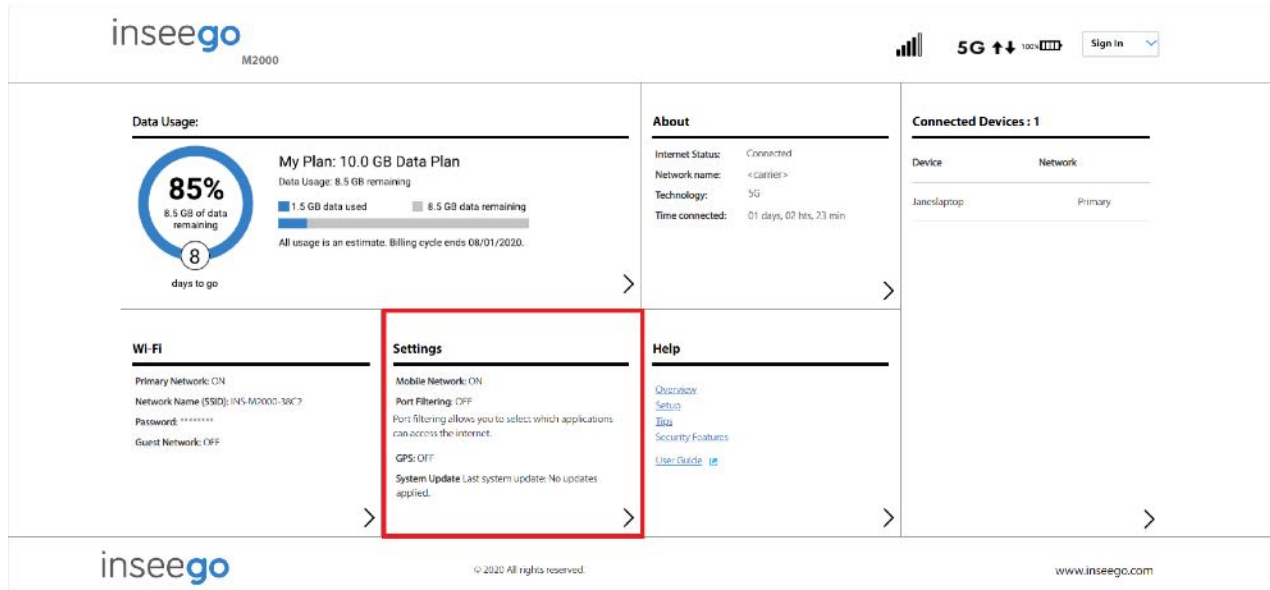 inseego
M2000
5G
100%
Sign In
Data Usage:
85%
8.5 GB of data
remaining
8
days to go
My Plan: 10.0 GB Data Plan
Data Usage: 8.5 GB remaining
1.5 GB data used 8.5 GB data remaining
All usage is an estimate. Billing cycle ends 08/01/2020.
About
Internet Status: Connected
Network name: <carrier>
Technology: 5G
Time connected: 01 days, 02 hts, 23 min
Connected Devices : 1
Device Network
Janeslaptop Primary
Wi-Fi
Primary Network: ON
Network Name (SSID): INS-M2000-38C2
Password: ********
Guest Network: OFF
Settings
Mobile Network: ON
Port Filtering: OFF
Port filtering allows you to select which applications
can access the internet.
GPS: OFF
System Update Last system update: No updates
applied.
Help
Overview
Setup
Tips
Security Features
User Guide
inseego
© 2020 All rights reserved.
www.inseego.com